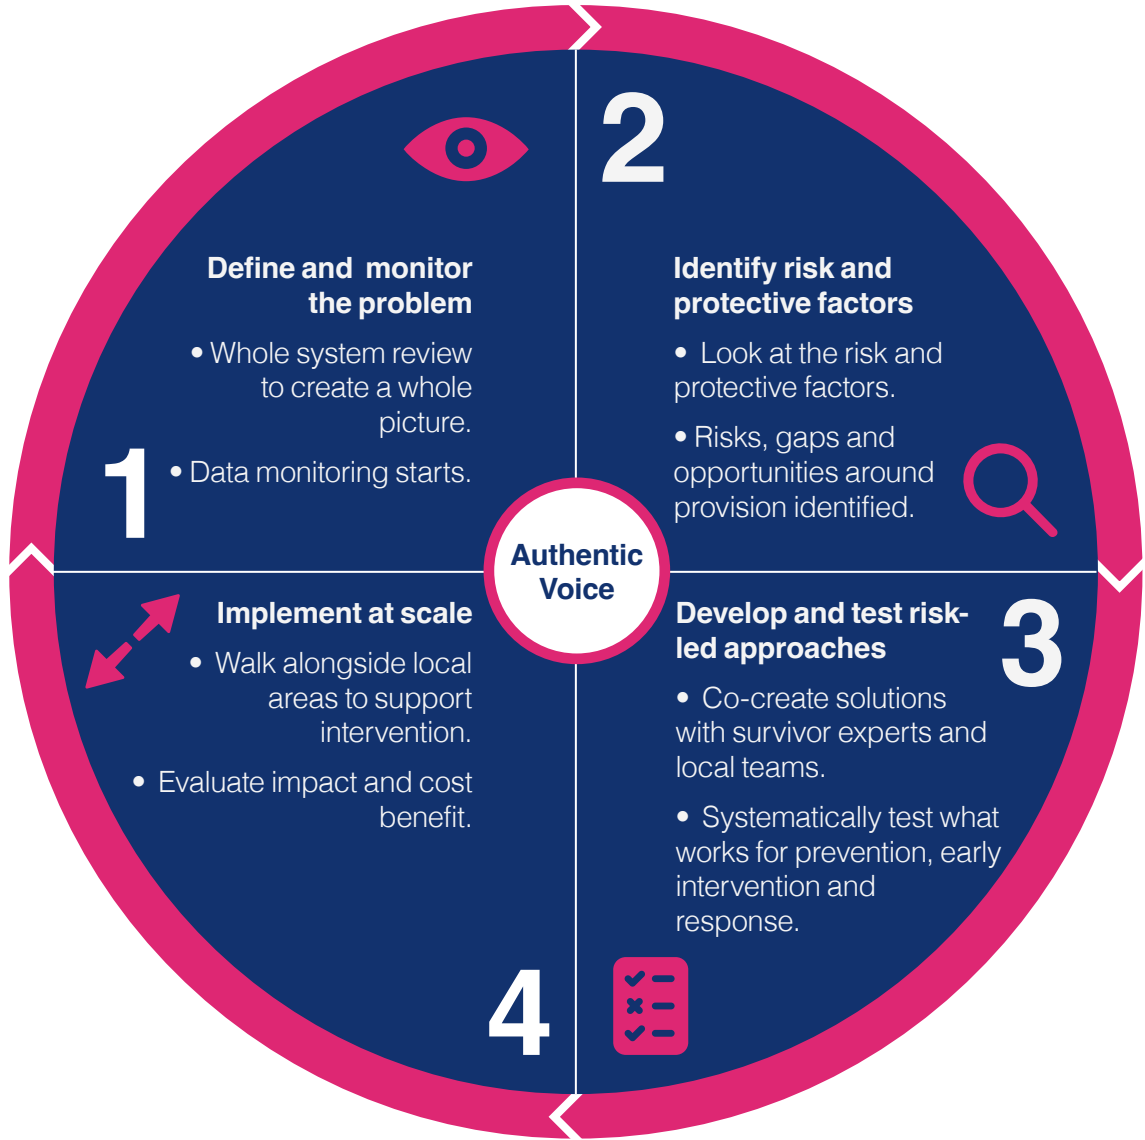 1
Define and monitor
the problem
• Whole system review
to create a whole
picture.
• Data monitoring starts.
2
Identify risk and
protective factors
• Look at the risk and
protective factors.
• Risks, gaps and
opportunities around
provision identified.
Authentic
Voice
3
Develop and test risk-
led approaches
• Co-create solutions
with survivor experts and
local teams.
• Systematically test what
works for prevention, early
intervention and
response.
4
Implement at scale
• Walk alongside local
areas to support
intervention.
• Evaluate impact and cost
benefit.